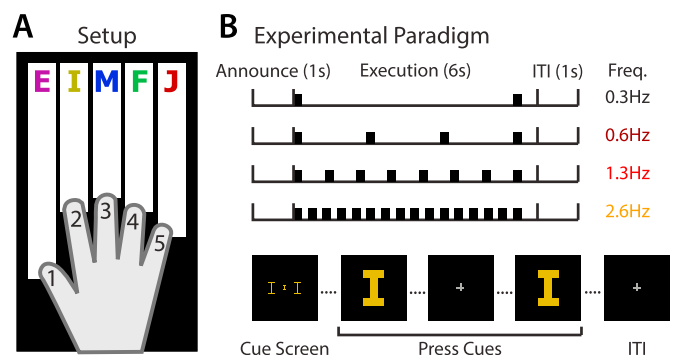 A
Setup
E I M F J
1 2 3 4 5
B
Experimental Paradigm
Announce (1s) Execution (6s) ITI (1s) Freq.
0.3Hz
0.6Hz
1.3Hz
2.6Hz
I I I
I
I
Cue Screen Press Cues ITI